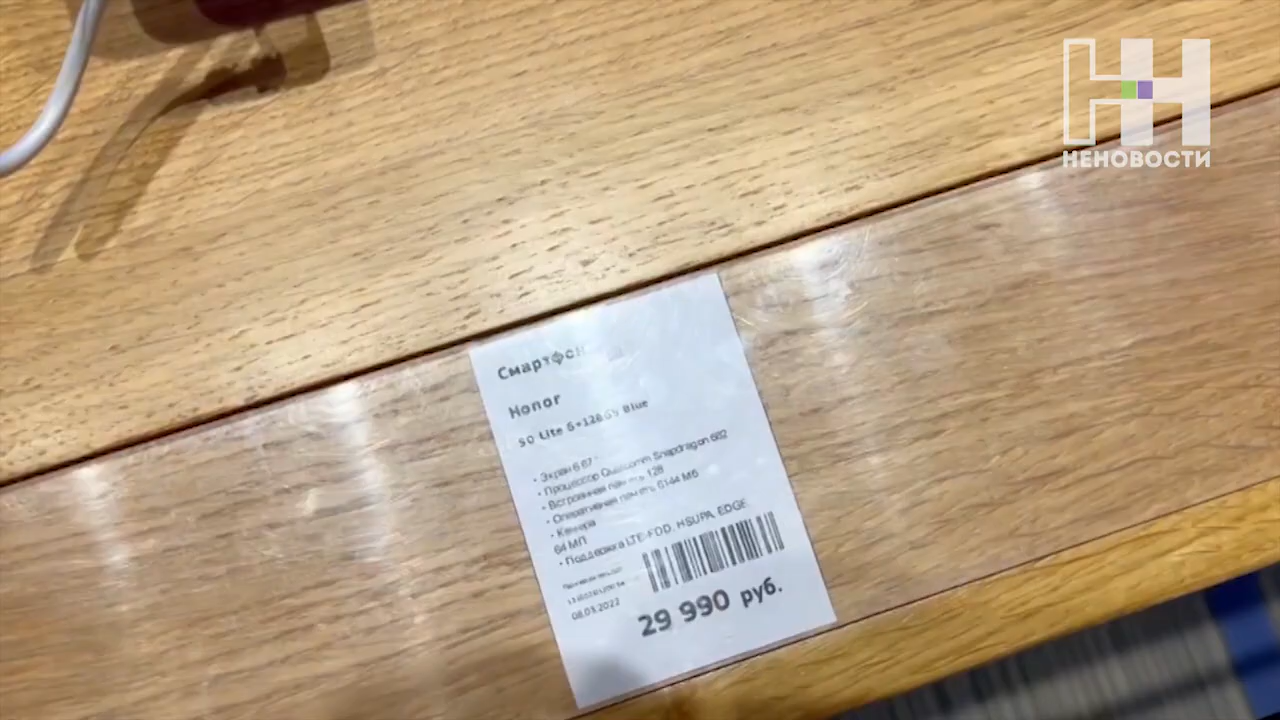 НН
НЕНОВОСТИ
Смартфон
Honor
50 Lite 6+128Gb Blue
• Экран 6.67
• Процессор Qualcomm Snapdragon 662
• Встроенная память 128
• Оперативная память 6144 Мб
• Камера
64 МП
• Поддержка LTE-FDD, HSUPA, EDGE
08.03.2022
29 990 руб.